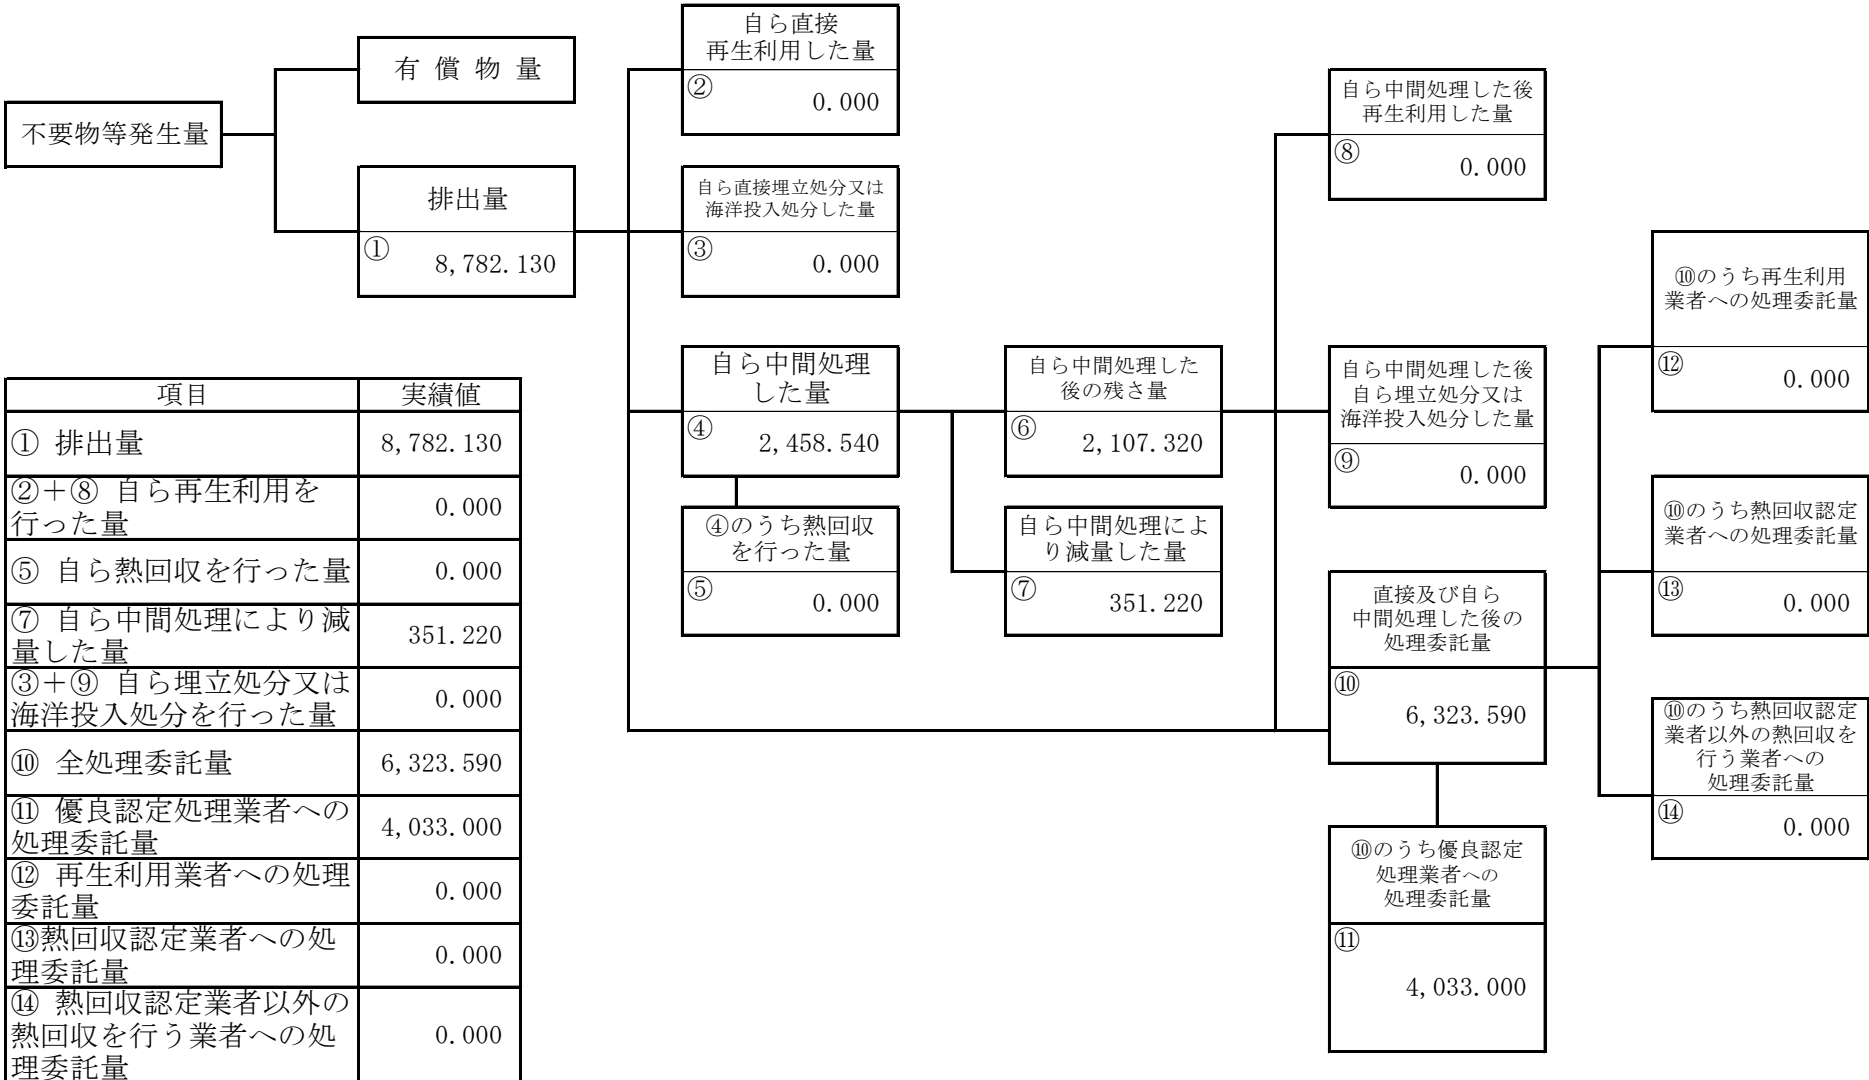 不要物等発生量
有 償 物 量
排出量
① 8,782.130
自ら直接
再生利用した量
② 0.000
自ら直接埋立処分又は
海洋投入処分した量
③ 0.000
自ら中間処理
した量
④ 2,458.540
④のうち熱回収
を行った量
⑤ 0.000
自ら中間処理した
後の残さ量
⑥ 2,107.320
自ら中間処理によ
り減量した量
⑦ 351.220
自ら中間処理した後
再生利用した量
⑧ 0.000
自ら中間処理した後
自ら埋立処分又は
海洋投入処分した量
⑨ 0.000
直接及び自ら
中間処理した後の
処理委託量
⑩ 6,323.590
⑩のうち優良認定
処理業者への
処理委託量
⑪ 4,033.000
⑩のうち再生利用
業者への処理委託量
⑫ 0.000
⑩のうち熱回収認定
業者への処理委託量
⑬ 0.000
⑩のうち熱回収認定
業者以外の熱回収を
行う業者への
処理委託量
⑭ 0.000
項目 実績値
① 排出量 8,782.130
②＋⑧ 自ら再生利用を
行った量 0.000
⑤ 自ら熱回収を行った量 0.000
⑦ 自ら中間処理により減
量した量 351.220
③＋⑨ 自ら埋立処分又は
海洋投入処分を行った量 0.000
⑩ 全処理委託量 6,323.590
⑪ 優良認定処理業者への
処理委託量 4,033.000
⑫ 再生利用業者への処理
委託量 0.000
⑬熱回収認定業者への処
理委託量 0.000
⑭ 熱回収認定業者以外の
熱回収を行う業者への処
理委託量 0.000